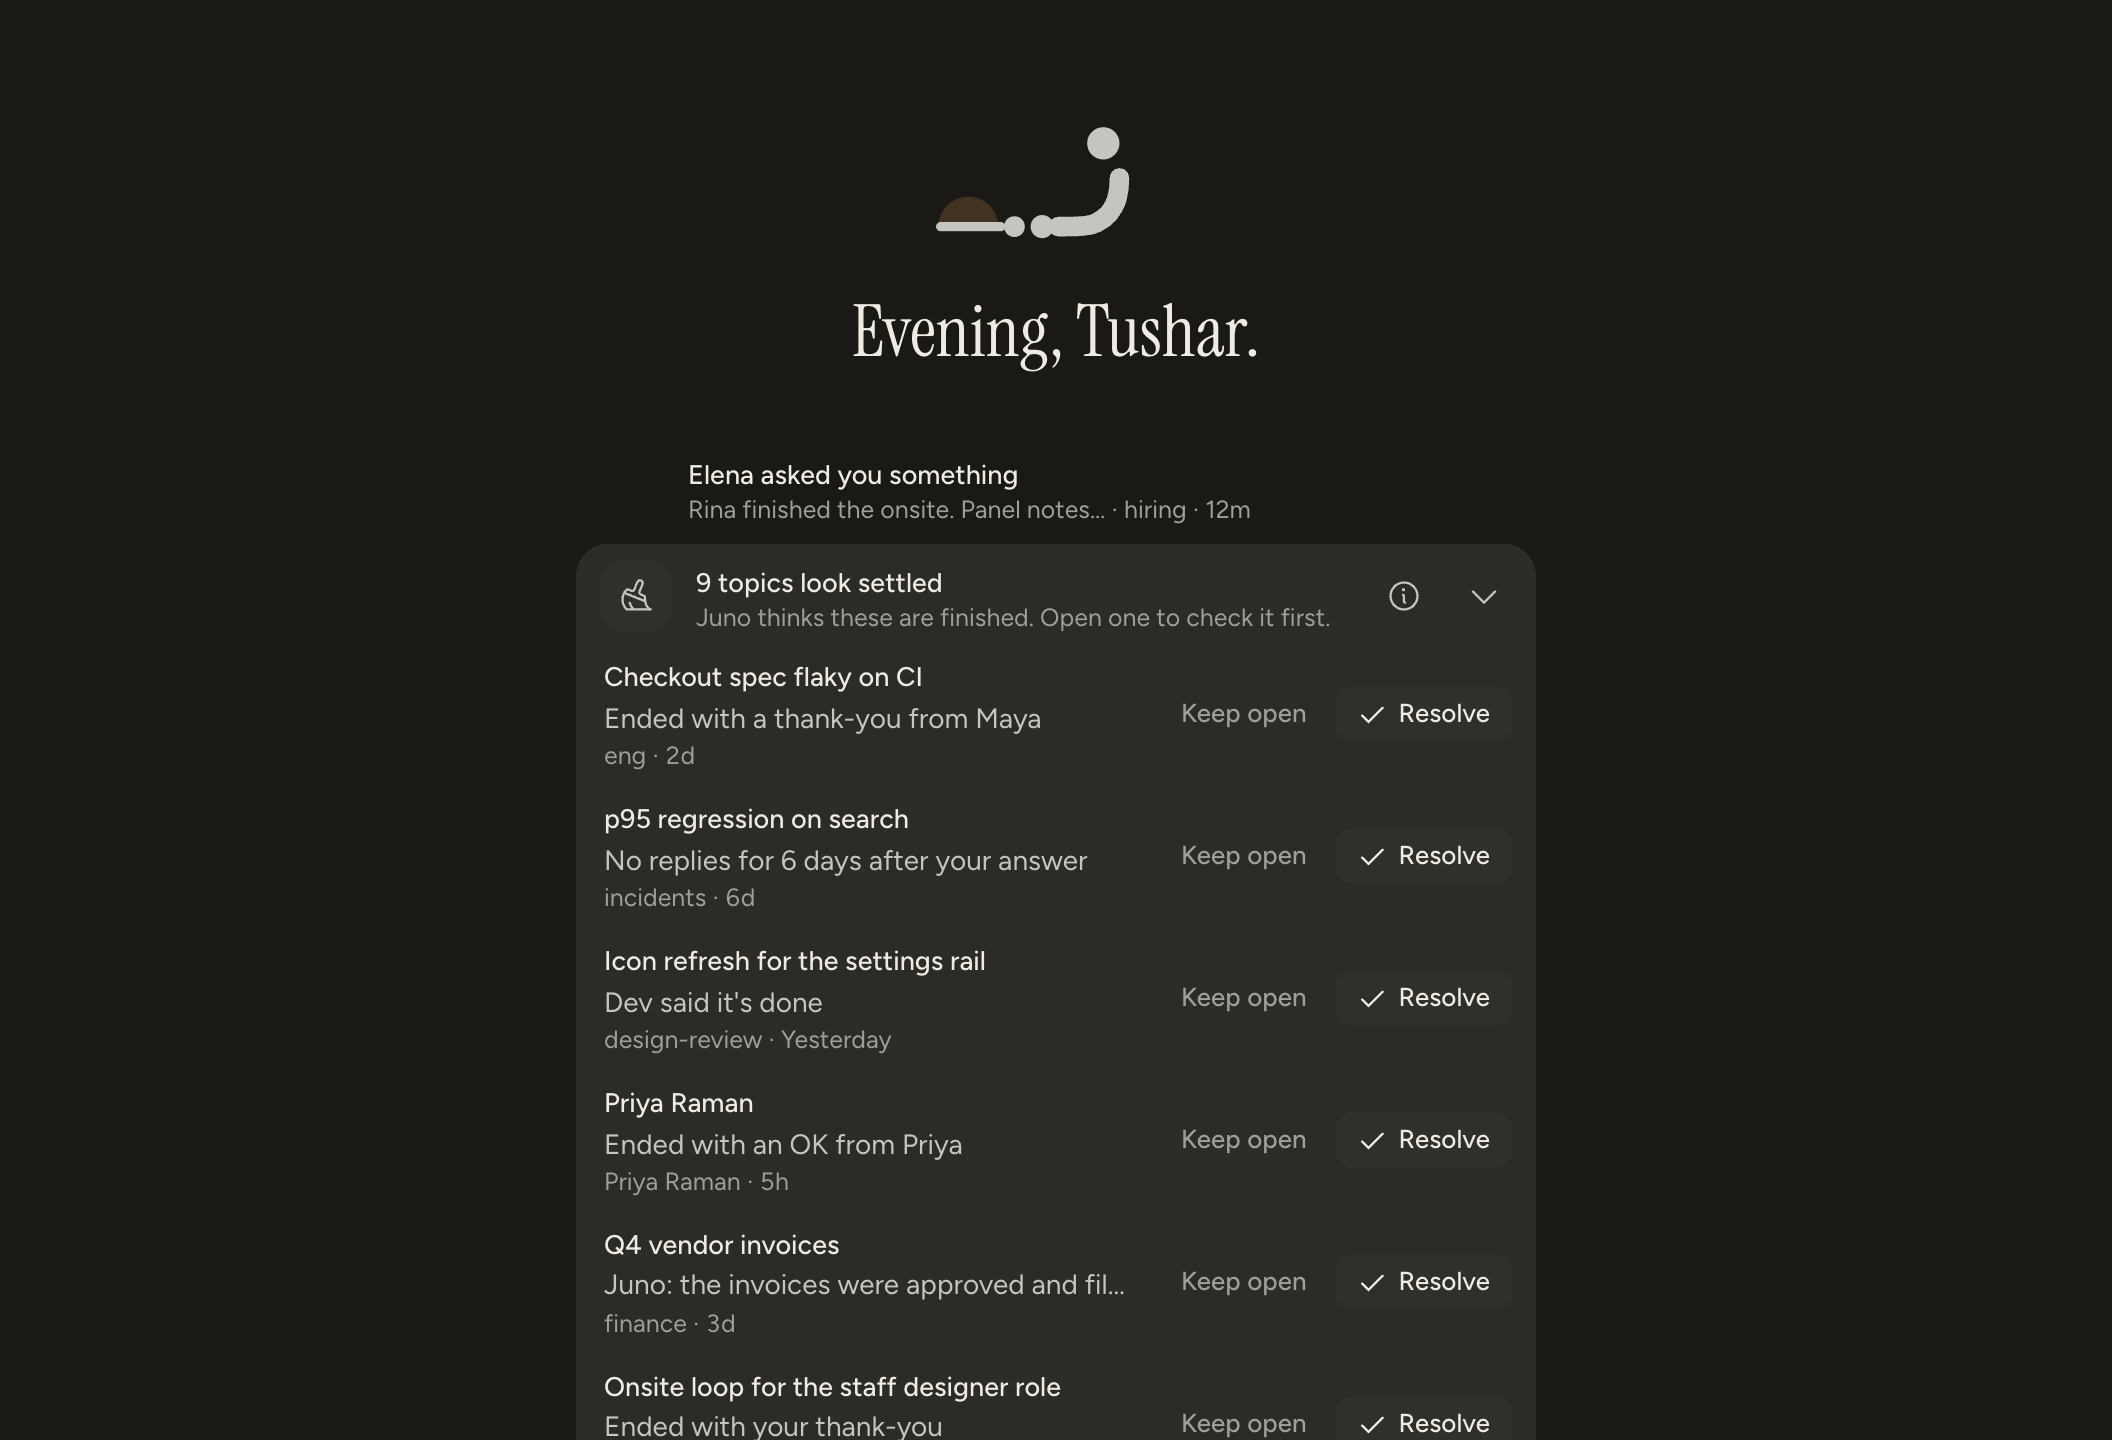 Evening, Tushar.
Elena asked you something
Rina finished the onsite. Panel notes... · hiring · 12m
9 topics look settled
Juno thinks these are finished. Open one to check it first.
Checkout spec flaky on CI
Ended with a thank-you from Maya
eng · 2d
Keep open
Resolve
p95 regression on search
No replies for 6 days after your answer
incidents · 6d
Keep open
Resolve
Icon refresh for the settings rail
Dev said it's done
design-review · Yesterday
Keep open
Resolve
Priya Raman
Ended with an OK from Priya
Priya Raman · 5h
Keep open
Resolve
Q4 vendor invoices
Juno: the invoices were approved and fil...
finance · 3d
Keep open
Resolve
Onsite loop for the staff designer role
Ended with your thank-you
Keep open
Resolve